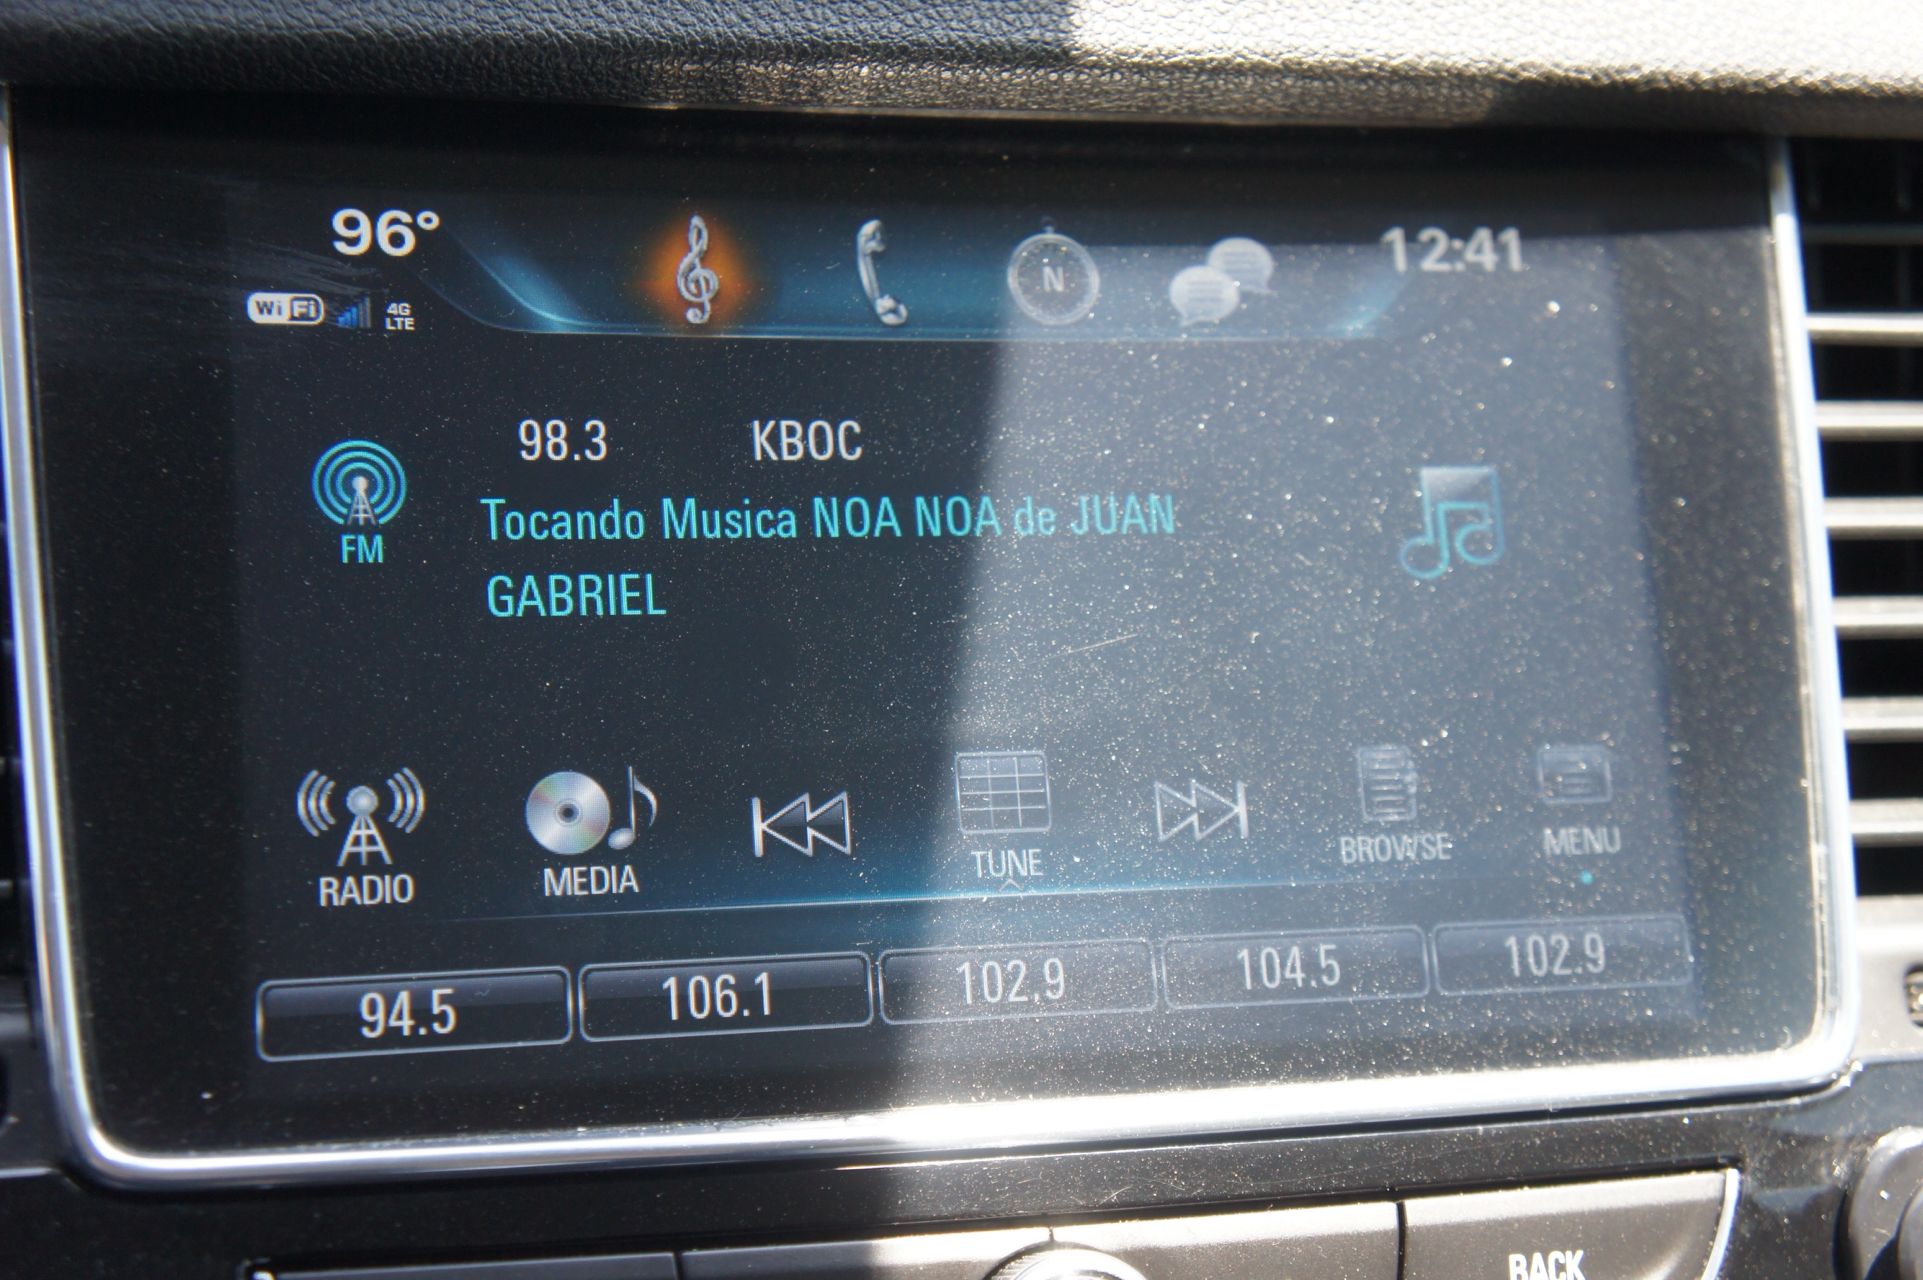 96°
12:41
WiFi
4G
LTE
N
98.3 KBOC
FM
Tocando Musica NOA NOA de JUAN
GABRIEL
RADIO
MEDIA
TUNE
BROWSE
MENU
94.5
106.1
102.9
104.5
102.9
BACK